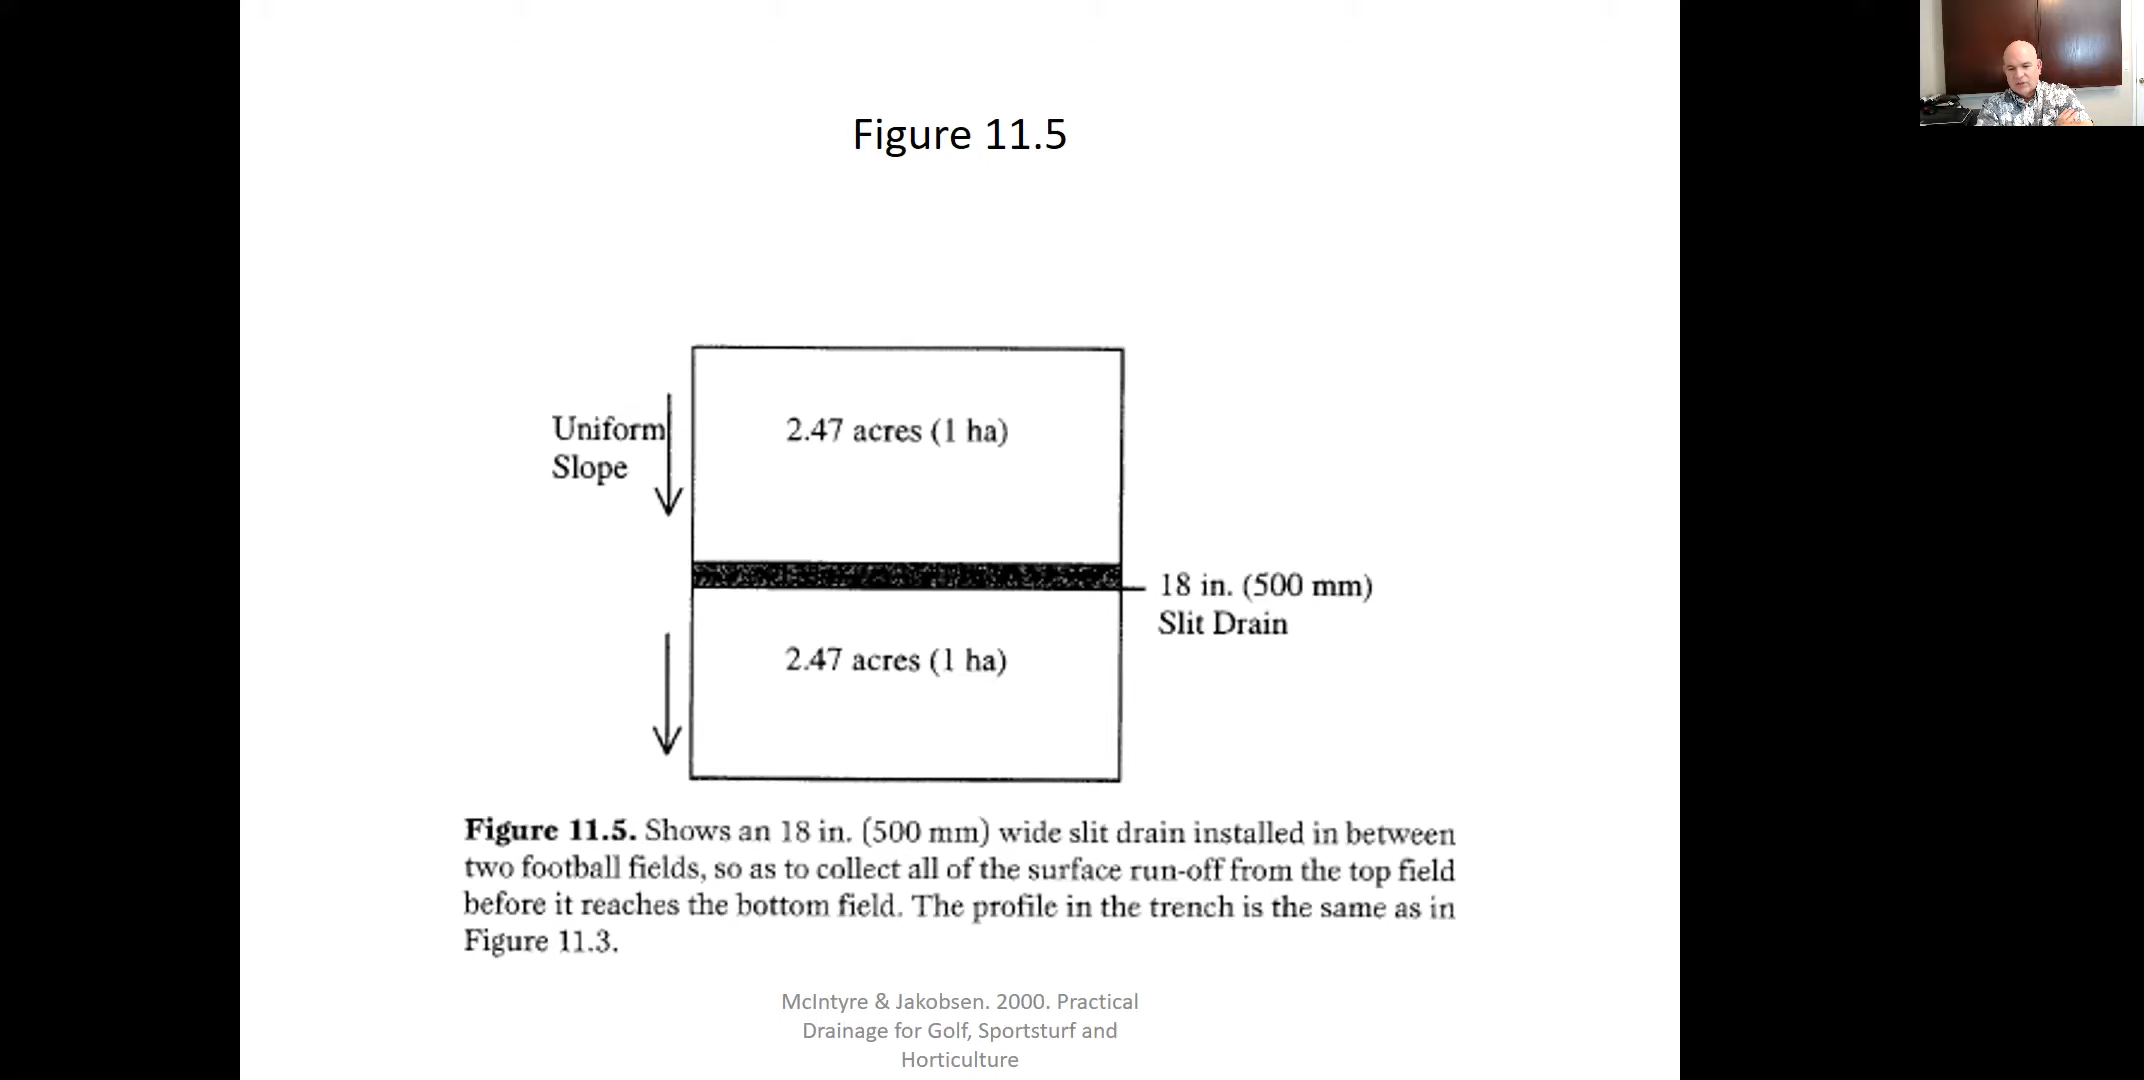 Figure 11.5
Uniform
Slope
2.47 acres (1 ha)
18 in. (500 mm)
Slit Drain
2.47 acres (1 ha)
Figure 11.5. Shows an 18 in. (500 mm) wide slit drain installed in between
two football fields, so as to collect all of the surface run-off from the top field
before it reaches the bottom field. The profile in the trench is the same as in
Figure 11.3.
McIntyre & Jakobsen. 2000. Practical
Drainage for Golf, Sportsturf and
Horticulture